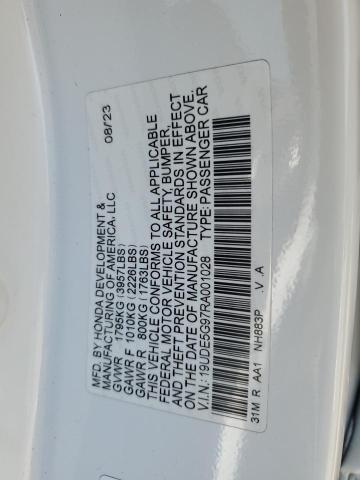 MFD. BY HONDA DEVELOPMENT & 08/23
MANUFACTURING OF AMERICA, LLC
GVWR 1795KG (3957LBS)
GAWR F 1010KG (2226LBS)
GAWR R 800KG (1763LBS)
THIS VEHICLE CONFORMS TO ALL APPLICABLE
FEDERAL MOTOR VEHICLE SAFETY, BUMPER,
AND THEFT PREVENTION STANDARDS IN EFFECT
ON THE DATE OF MANUFACTURE SHOWN ABOVE.
V.I.N: 19UDE5G97RA001028 TYPE: PASSENGER CAR
31M R AA1 NH883P .V .A